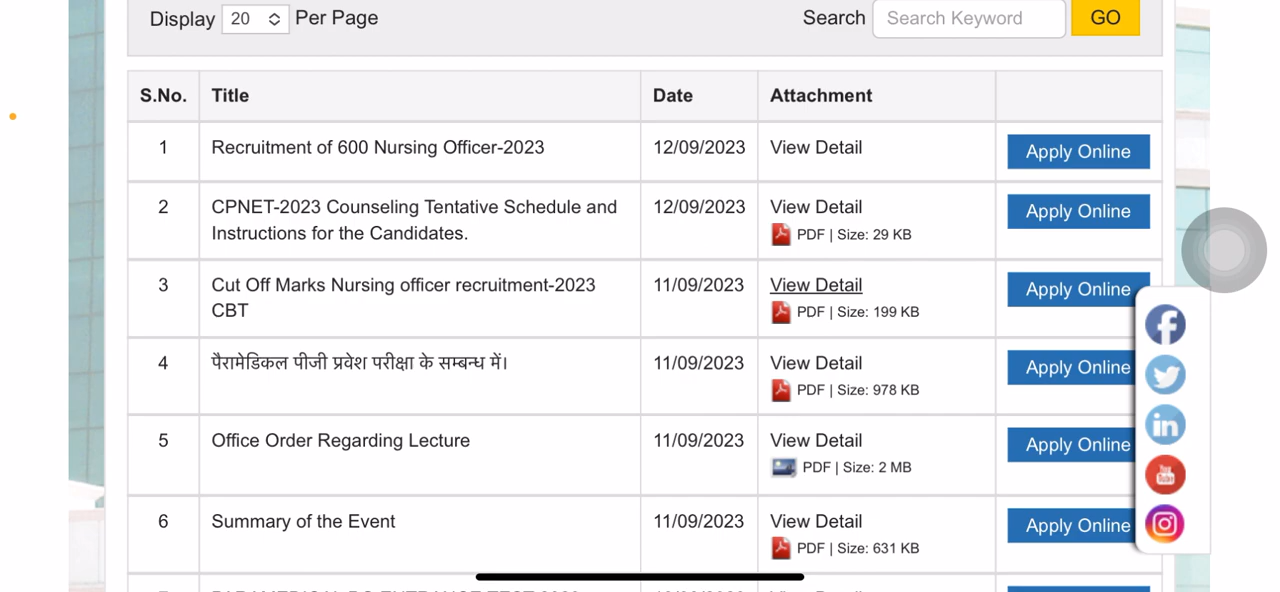 Display 20 Per Page Search Search Keyword GO
S.No. Title Date Attachment
1 Recruitment of 600 Nursing Officer-2023 12/09/2023 View Detail Apply Online
2 CPNET-2023 Counseling Tentative Schedule and 12/09/2023 View Detail Apply Online
Instructions for the Candidates. PDF | Size: 29 KB
3 Cut Off Marks Nursing officer recruitment-2023 11/09/2023 View Detail Apply Online
CBT PDF | Size: 199 KB
4 पैरामेडिकल पीजी प्रवेश परीक्षा के सम्बन्ध में। 11/09/2023 View Detail Apply Online
PDF | Size: 978 KB
5 Office Order Regarding Lecture 11/09/2023 View Detail Apply Online
PDF | Size: 2 MB
6 Summary of the Event 11/09/2023 View Detail Apply Online
PDF | Size: 631 KB